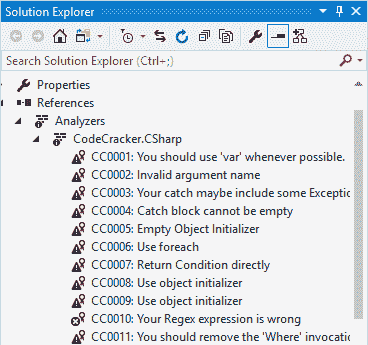 Solution Explorer
Search Solution Explorer (Ctrl+;)
Properties
References
Analyzers
CodeCracker.CSharp
CC0001: You should use 'var' whenever possible.
CC0002: Invalid argument name
CC0003: Your catch maybe include some Exceptio
CC0004: Catch block cannot be empty
CC0005: Empty Object Initializer
CC0006: Use foreach
CC0007: Return Condition directly
CC0008: Use object initializer
CC0009: Use object initializer
CC0010: Your Regex expression is wrong
CC0011: You should remove the 'Where' invocatio